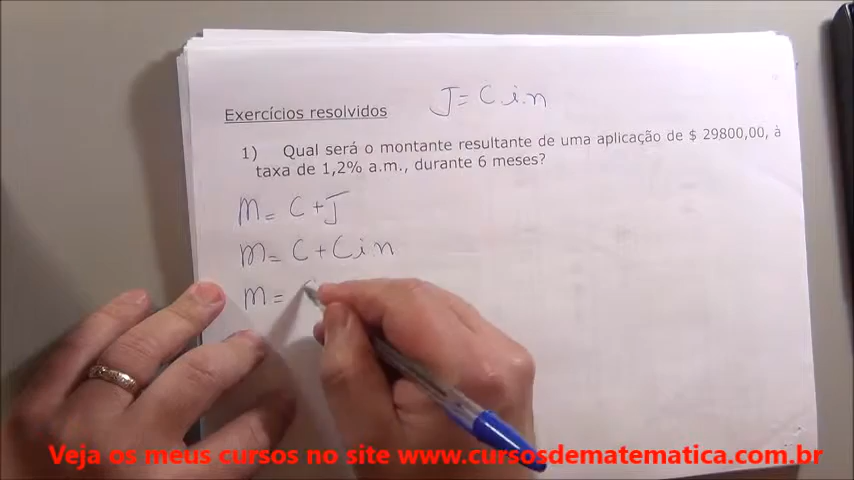 Exercícios resolvidos J= C i.n
1) Qual será o montante resultante de uma aplicação de $ 29800,00, à
taxa de 1,2% a.m., durante 6 meses?
M= C + J
M= C + C i.n
M= C
Veja os meus cursos no site www.cursosdematematica.com.br